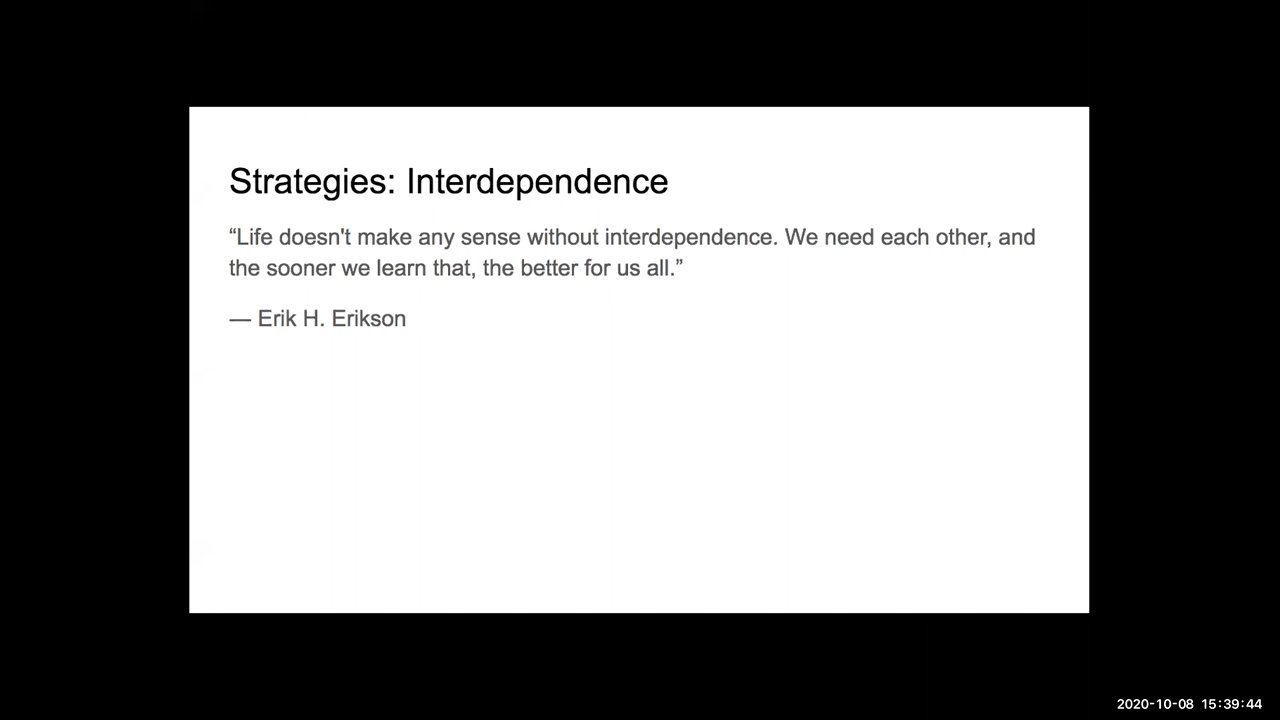 Strategies: Interdependence
“Life doesn't make any sense without interdependence. We need each other, and
the sooner we learn that, the better for us all.”
— Erik H. Erikson
2020-10-08 15:39:44